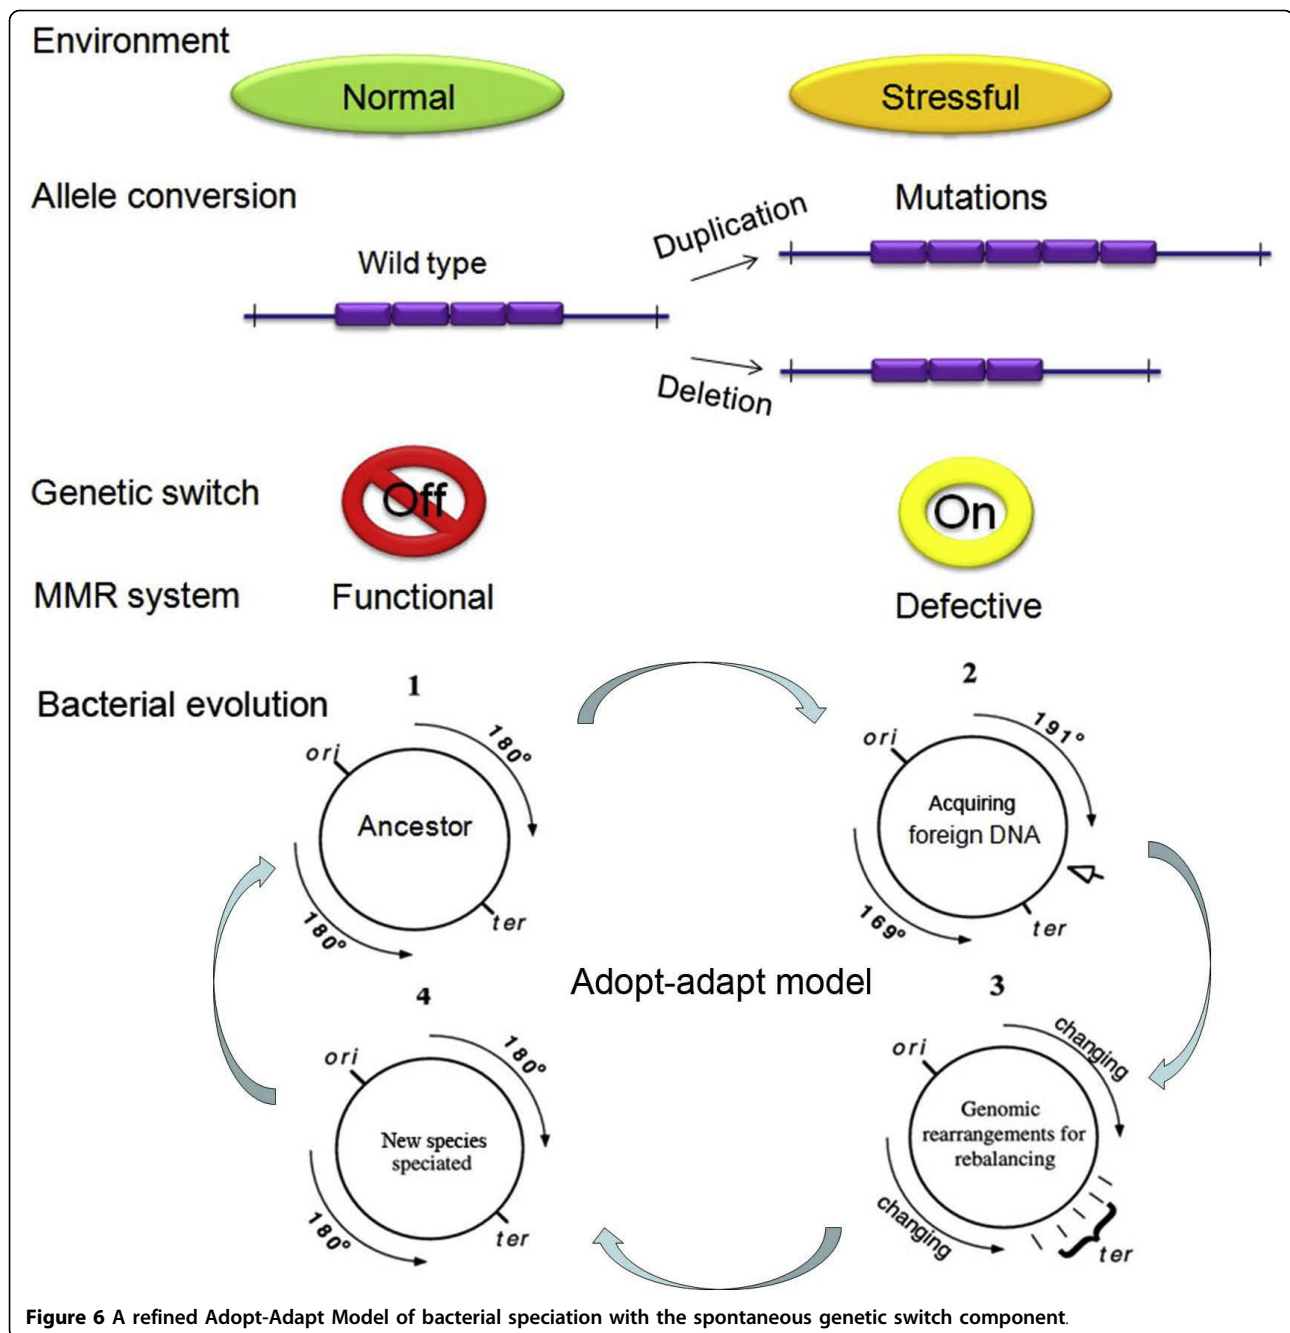 Environment
Normal
Stressful
Allele conversion
Mutations
Wild type
Duplication
Deletion
Genetic switch
Off
On
MMR system
Functional
Defective
Bacterial evolution
1
180°
ori
Ancestor
180°
ter
2
191°
ori
Acquiring
foreign DNA
169°
ter
Adopt-adapt model
4
180°
ori
New species
speciated
180°
ter
3
changing
ori
Genomic
rearrangements for
rebalancing
changing
ter
Figure 6 A refined Adopt-Adapt Model of bacterial speciation with the spontaneous genetic switch component.